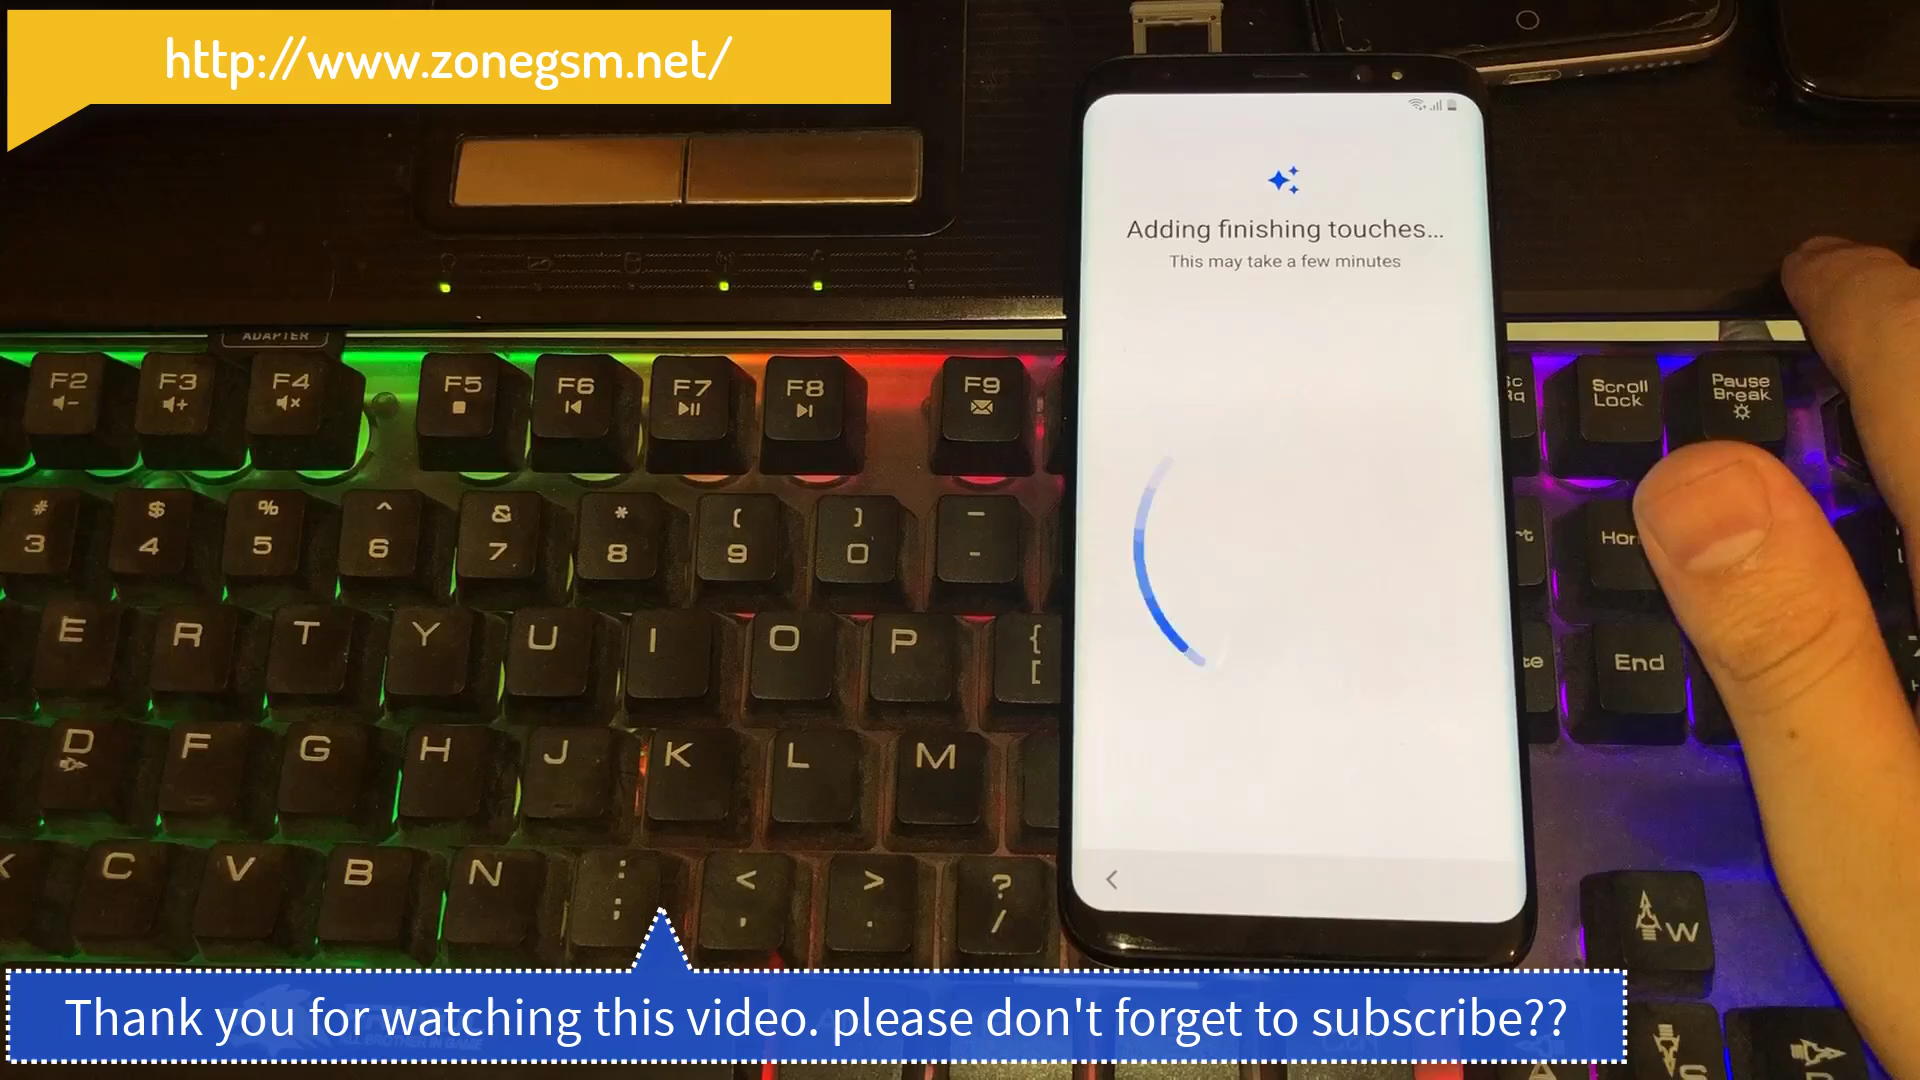 http://www.zonegsm.net/
Adding finishing touches...
This may take a few minutes
ADAPTER
F2 F3 F4 F5 F6 F7 F8 F9
Scroll Lock
Pause Break
# $ % ^ & * ( ) _
3 4 5 6 7 8 9 0 -
E R T Y U I O P { [
End
D F G H J K L M
C V B N : ; < , > . ? /
W
Thank you for watching this video. please don't forget to subscribe??